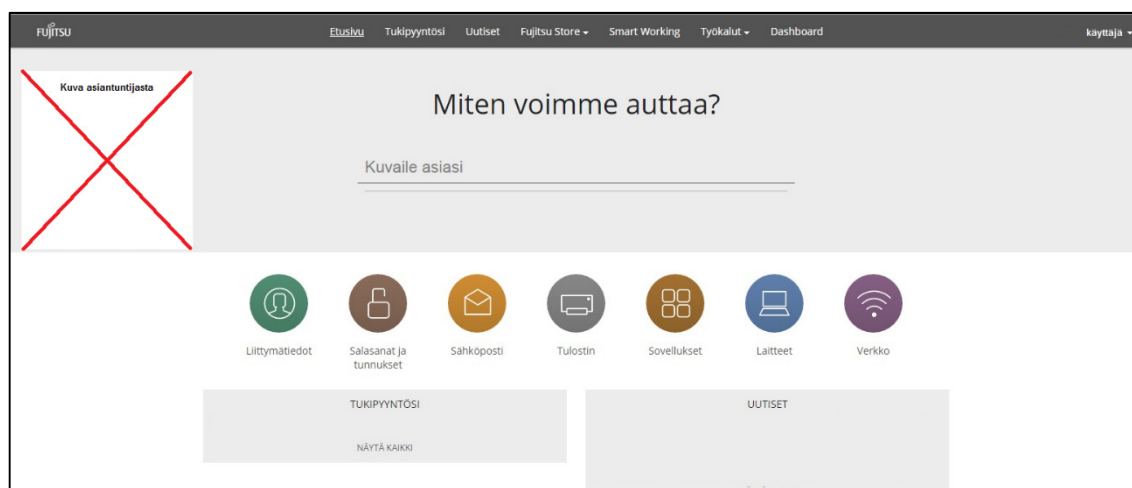 FUJITSU
Etusivu Tukipyyntösi Uutiset Fujitsu Store Smart Working Työkalut Dashboard käyttäjä
Kuva asiantuntijasta
Miten voimme auttaa?
Kuvaile asiasi
Liittymätiedot Salasanat ja tunnukset Sähköposti Tulostin Sovellukset Laitteet Verkko
TUKIPYYNTÖSI
NÄYTÄ KAIKKI
UUTISET